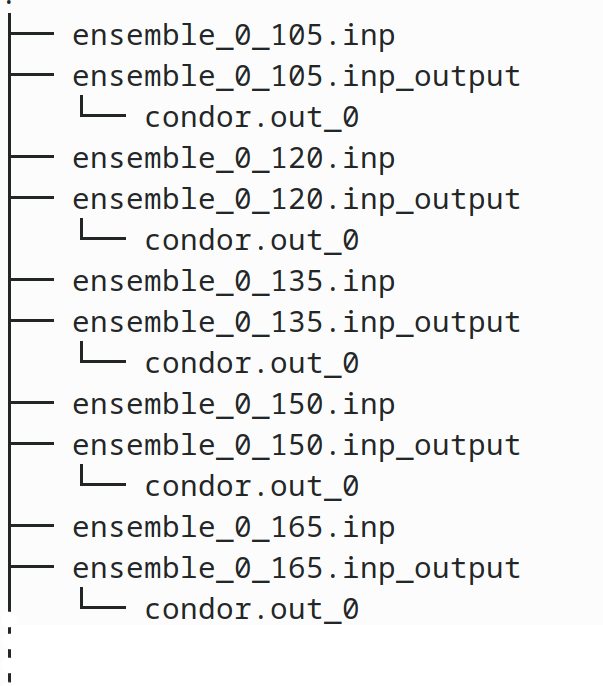 ensemble_0_105.inp
ensemble_0_105.inp_output
condor.out_0
ensemble_0_120.inp
ensemble_0_120.inp_output
condor.out_0
ensemble_0_135.inp
ensemble_0_135.inp_output
condor.out_0
ensemble_0_150.inp
ensemble_0_150.inp_output
condor.out_0
ensemble_0_165.inp
ensemble_0_165.inp_output
condor.out_0